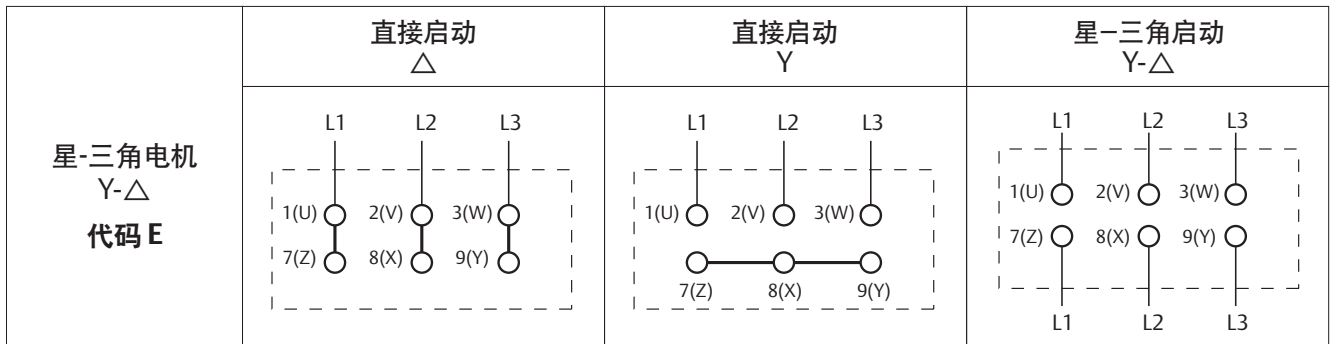 直接启动
△
直接启动
Y
星–三角启动
Y-△
星-三角电机
Y-△
代码 E
L1 L2 L3
1(U) 2(V) 3(W)
7(Z) 8(X) 9(Y)
L1 L2 L3
1(U) 2(V) 3(W)
7(Z) 8(X) 9(Y)
L1 L2 L3
1(U) 2(V) 3(W)
7(Z) 8(X) 9(Y)
L1 L2 L3